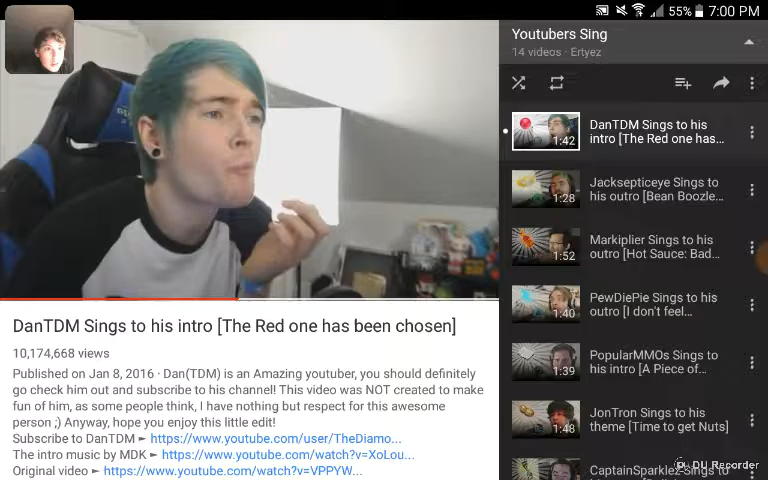 55% 7:00 PM
Youtubers Sing
14 videos · Ertyez
DanTDM Sings to his
intro [The Red one has...
1:42
Jacksepticeye Sings to
his outro [Bean Boozle...
1:28
Markiplier Sings to his
outro [Hot Sauce: Bad...
1:52
PewDiePie Sings to his
outro [I don't feel...
1:40
PopularMMOs Sings to
his intro [A Piece of...
1:39
JonTron Sings to his
theme [Time to get Nuts]
1:48
CaptainSparklez Sings to
DU Recorder
DanTDM Sings to his intro [The Red one has been chosen]
10,174,668 views
Published on Jan 8, 2016 · Dan(TDM) is an Amazing youtuber, you should definitely
go check him out and subscribe to his channel! This video was NOT created to make
fun of him, as some people think, I have nothing but respect for this awesome
person ;) Anyway, hope you enjoy this little edit!
Subscribe to DanTDM ► https://www.youtube.com/user/TheDiamo...
The intro music by MDK ► https://www.youtube.com/watch?v=XoLou...
Original video ► https://www.youtube.com/watch?v=VPPYW...